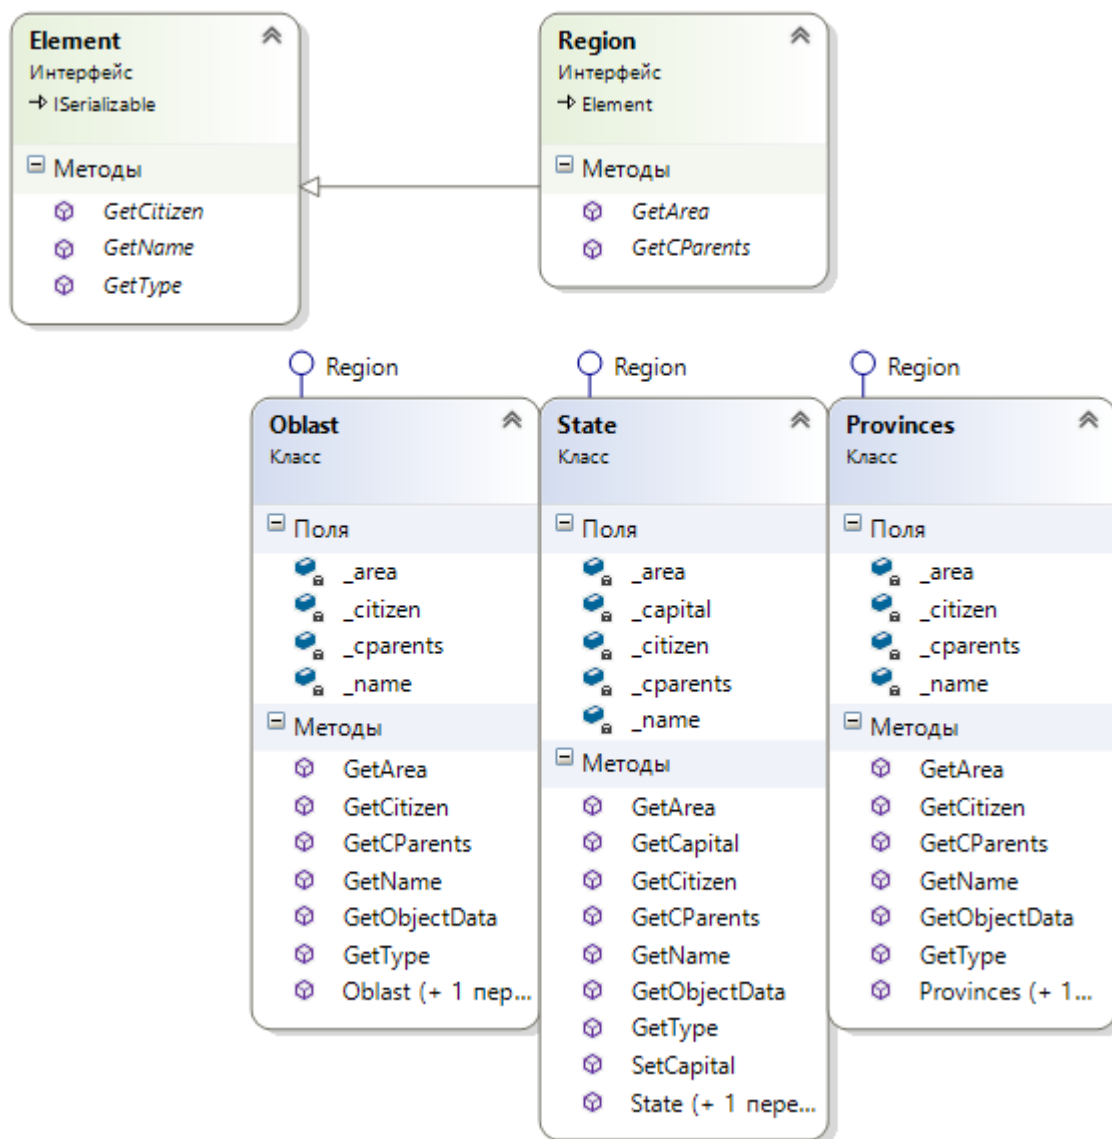 Element
Интерфейс
ISerializable
Методы
GetCitizen
GetName
GetType
Region
Интерфейс
Element
Методы
GetArea
GetCParents
Region
Oblast
Класс
Поля
_area
_citizen
_cparents
_name
Методы
GetArea
GetCitizen
GetCParents
GetName
GetObjectData
GetType
Oblast (+ 1 пер...
Region
State
Класс
Поля
_area
_capital
_citizen
_cparents
_name
Методы
GetArea
GetCapital
GetCitizen
GetCParents
GetName
GetObjectData
GetType
SetCapital
State (+ 1 пере...
Region
Provinces
Класс
Поля
_area
_citizen
_cparents
_name
Методы
GetArea
GetCitizen
GetCParents
GetName
GetObjectData
GetType
Provinces (+ 1...